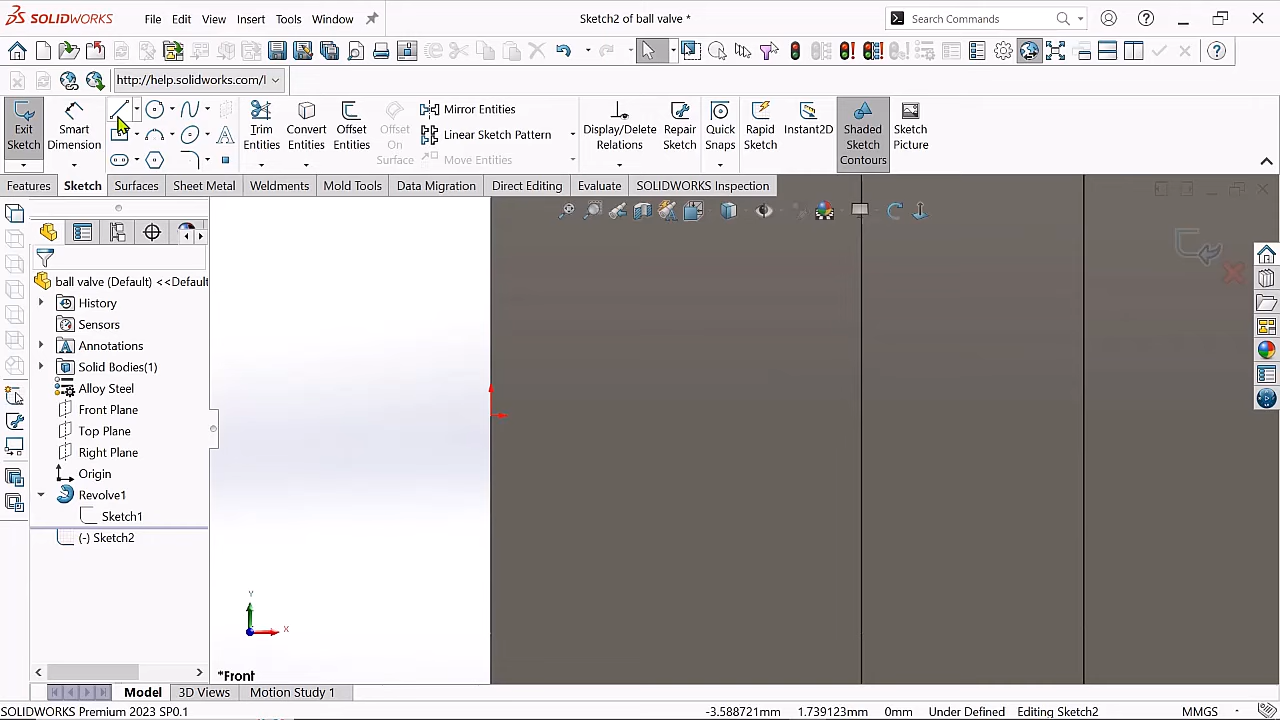 SOLIDWORKS File Edit View Insert Tools Window Sketch2 of ball valve * Search Commands
http://help.solidworks.com/I
Exit Sketch
Smart Dimension
Trim Entities
Convert Entities
Offset Entities
Offset On Surface
Mirror Entities
Linear Sketch Pattern
Move Entities
Display/Delete Relations
Repair Sketch
Quick Snaps
Rapid Sketch
Instant2D
Shaded Sketch Contours
Sketch Picture
Features Sketch Surfaces Sheet Metal Weldments Mold Tools Data Migration Direct Editing Evaluate SOLIDWORKS Inspection
ball valve (Default) <<Default
History
Sensors
Annotations
Solid Bodies(1)
Alloy Steel
Front Plane
Top Plane
Right Plane
Origin
Revolve1
Sketch1
(-) Sketch2
Y
X
*Front
Model 3D Views Motion Study 1
SOLIDWORKS Premium 2023 SP0.1 -3.588721mm 1.739123mm 0mm Under Defined Editing Sketch2 MMGS